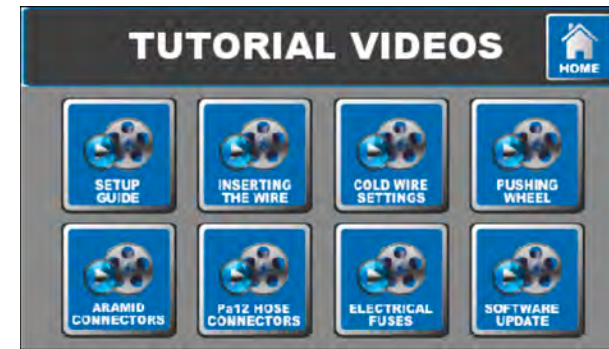 TUTORIAL VIDEOS
HOME
SETUP
GUIDE
INSERTING
THE WIRE
COLD WIRE
SETTINGS
PUSHING
WHEEL
ARAMID
CONNECTORS
Pa12 HOSE
CONNECTORS
ELECTRICAL
FUSES
SOFTWARE
UPDATE